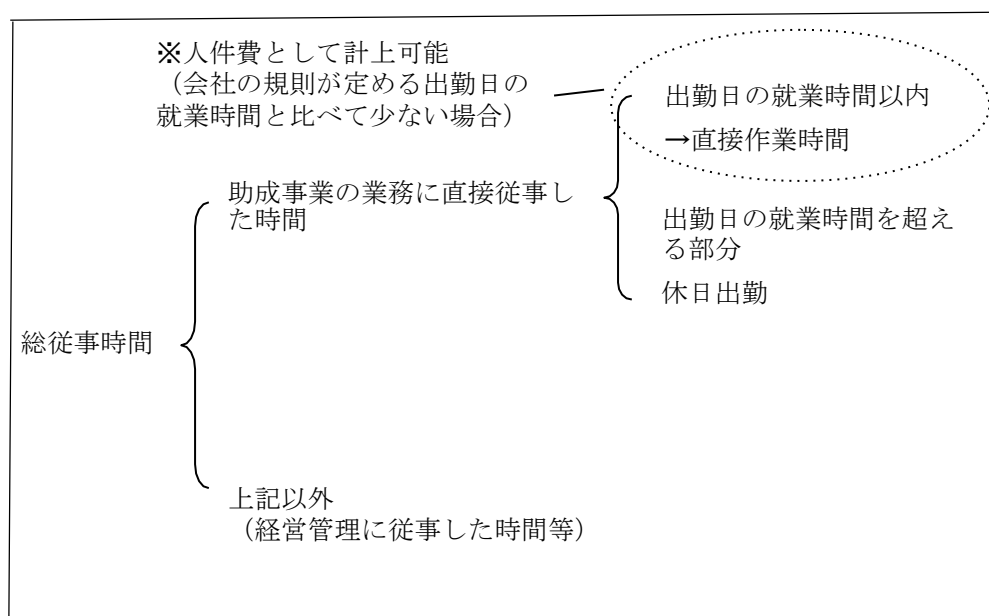 ※人件費として計上可能
（会社の規則が定める出勤日の
就業時間と比べて少ない場合）
出勤日の就業時間以内
→直接作業時間
助成事業の業務に直接従事し
た時間
出勤日の就業時間を超え
る部分
休日出勤
総従事時間
上記以外
（経営管理に従事した時間等）